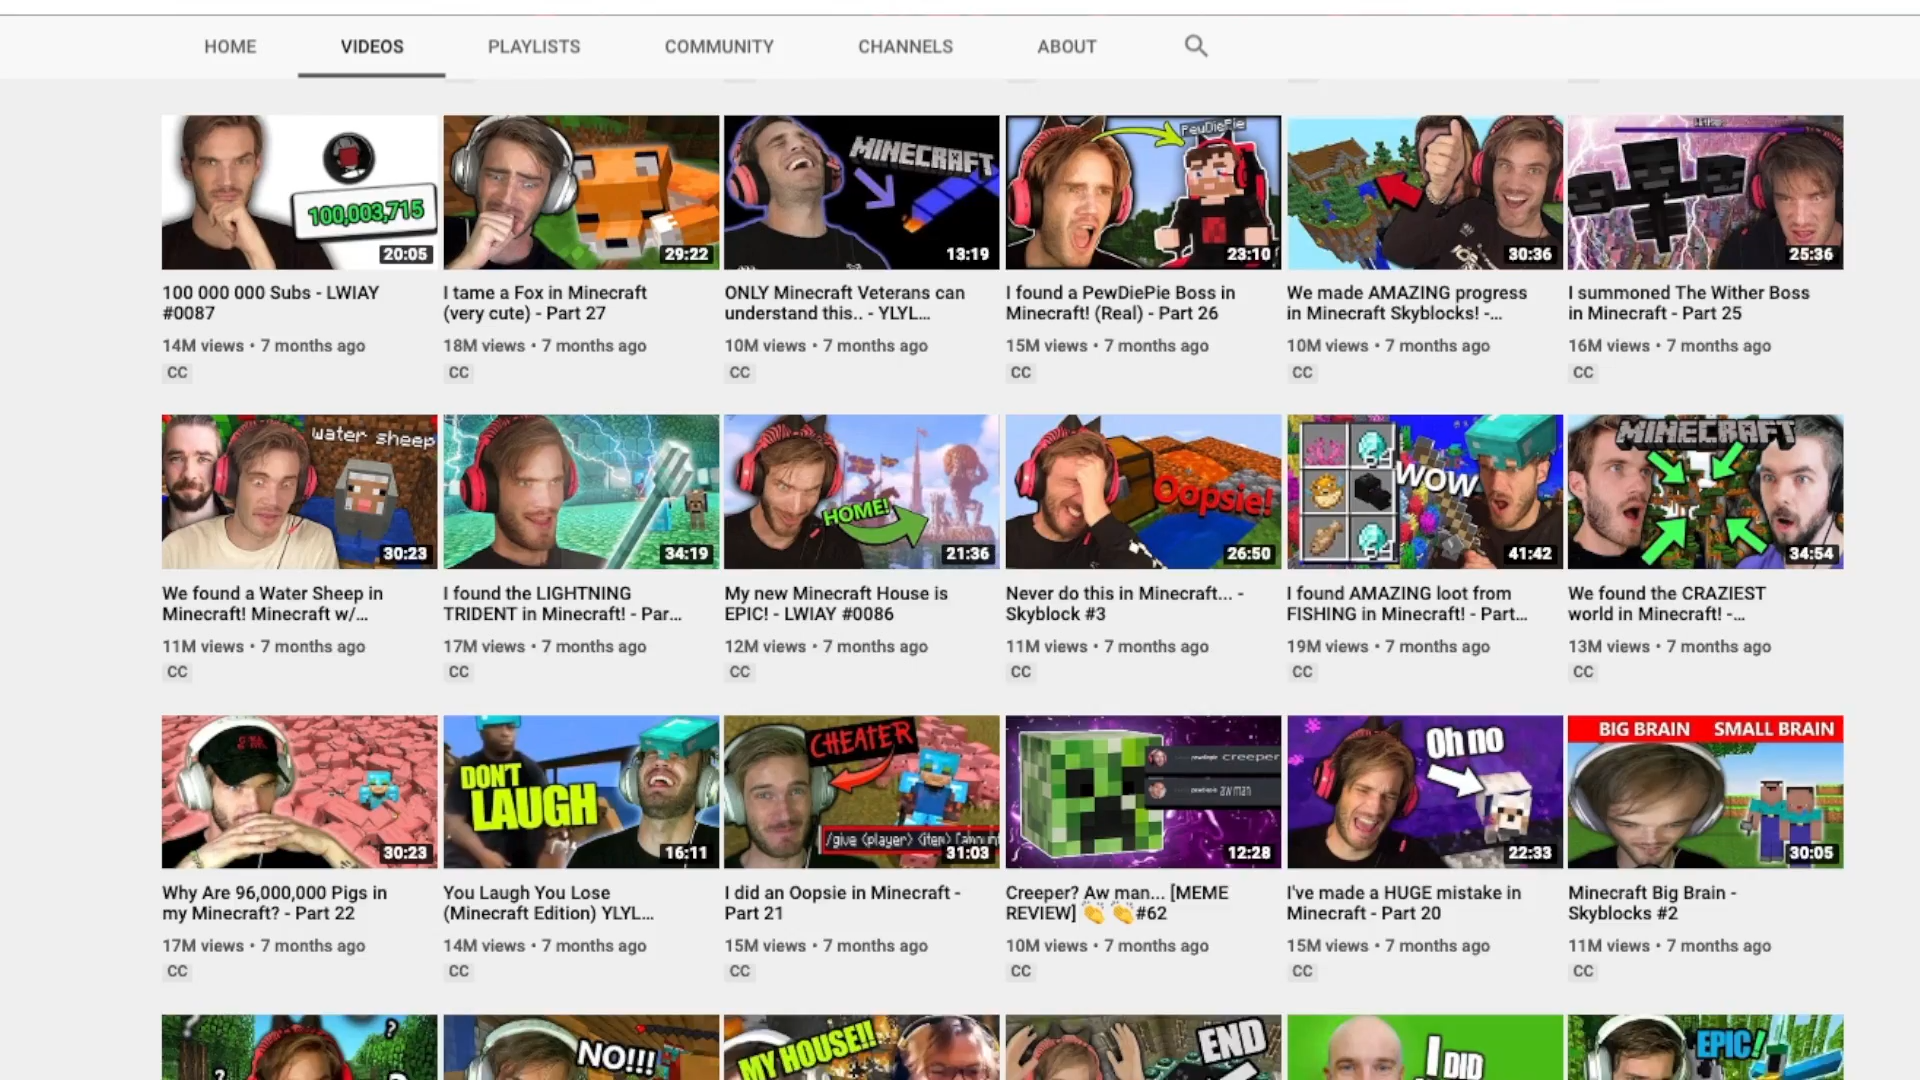 HOME VIDEOS PLAYLISTS COMMUNITY CHANNELS ABOUT
100,003,715
20:05
29:22
MINECRAFT
13:19
PewDiePie
23:10
30:36
25:36
100 000 000 Subs - LWIAY
#0087
14M views • 7 months ago
CC
I tame a Fox in Minecraft
(very cute) - Part 27
18M views • 7 months ago
CC
ONLY Minecraft Veterans can
understand this.. - YLYL...
10M views • 7 months ago
CC
I found a PewDiePie Boss in
Minecraft! (Real) - Part 26
15M views • 7 months ago
CC
We made AMAZING progress
in Minecraft Skyblocks! -...
10M views • 7 months ago
CC
I summoned The Wither Boss
in Minecraft - Part 25
16M views • 7 months ago
CC
water sheep
30:23
34:19
HOME!
21:36
Oopsie!
26:50
WOW
64
64
41:42
MINECRAFT
34:54
We found a Water Sheep in
Minecraft! Minecraft w/...
11M views • 7 months ago
CC
I found the LIGHTNING
TRIDENT in Minecraft! - Par...
17M views • 7 months ago
CC
My new Minecraft House is
EPIC! - LWIAY #0086
12M views • 7 months ago
CC
Never do this in Minecraft... -
Skyblock #3
11M views • 7 months ago
CC
I found AMAZING loot from
FISHING in Minecraft! - Part...
19M views • 7 months ago
CC
We found the CRAZIEST
world in Minecraft! -...
13M views • 7 months ago
CC
30:23
DON'T
LAUGH
16:11
CHEATER
/give <player> <item> [amount
31:03
pewdiepie creeper
pewdiepie aw man
12:28
Oh no
22:33
BIG BRAIN SMALL BRAIN
30:05
Why Are 96,000,000 Pigs in
my Minecraft? - Part 22
17M views • 7 months ago
CC
You Laugh You Lose
(Minecraft Edition) YLYL...
14M views • 7 months ago
CC
I did an Oopsie in Minecraft -
Part 21
15M views • 7 months ago
CC
Creeper? Aw man... [MEME
REVIEW] 👏 👏#62
10M views • 7 months ago
CC
I've made a HUGE mistake in
Minecraft - Part 20
15M views • 7 months ago
CC
Minecraft Big Brain -
Skyblocks #2
11M views • 7 months ago
CC
? ? ?
NO!!!
MY HOUSE!!
END
I DID
EPIC!